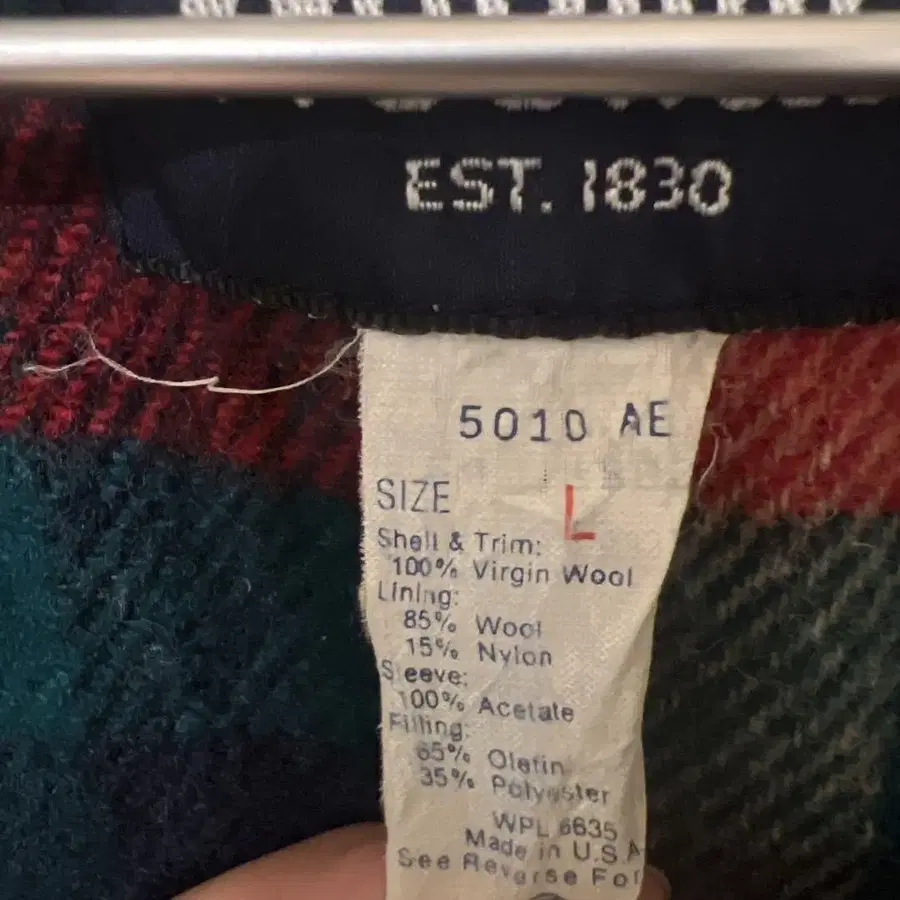 EST. 1830
5010 AE
SIZE L
Shell & Trim:
100% Virgin Wool
Lining:
85% Wool
15% Nylon
Sleeve:
100% Acetate
Filling:
65% Olefin
35% Polyester
WPL 6635
Made in U.S.A
See Reverse For